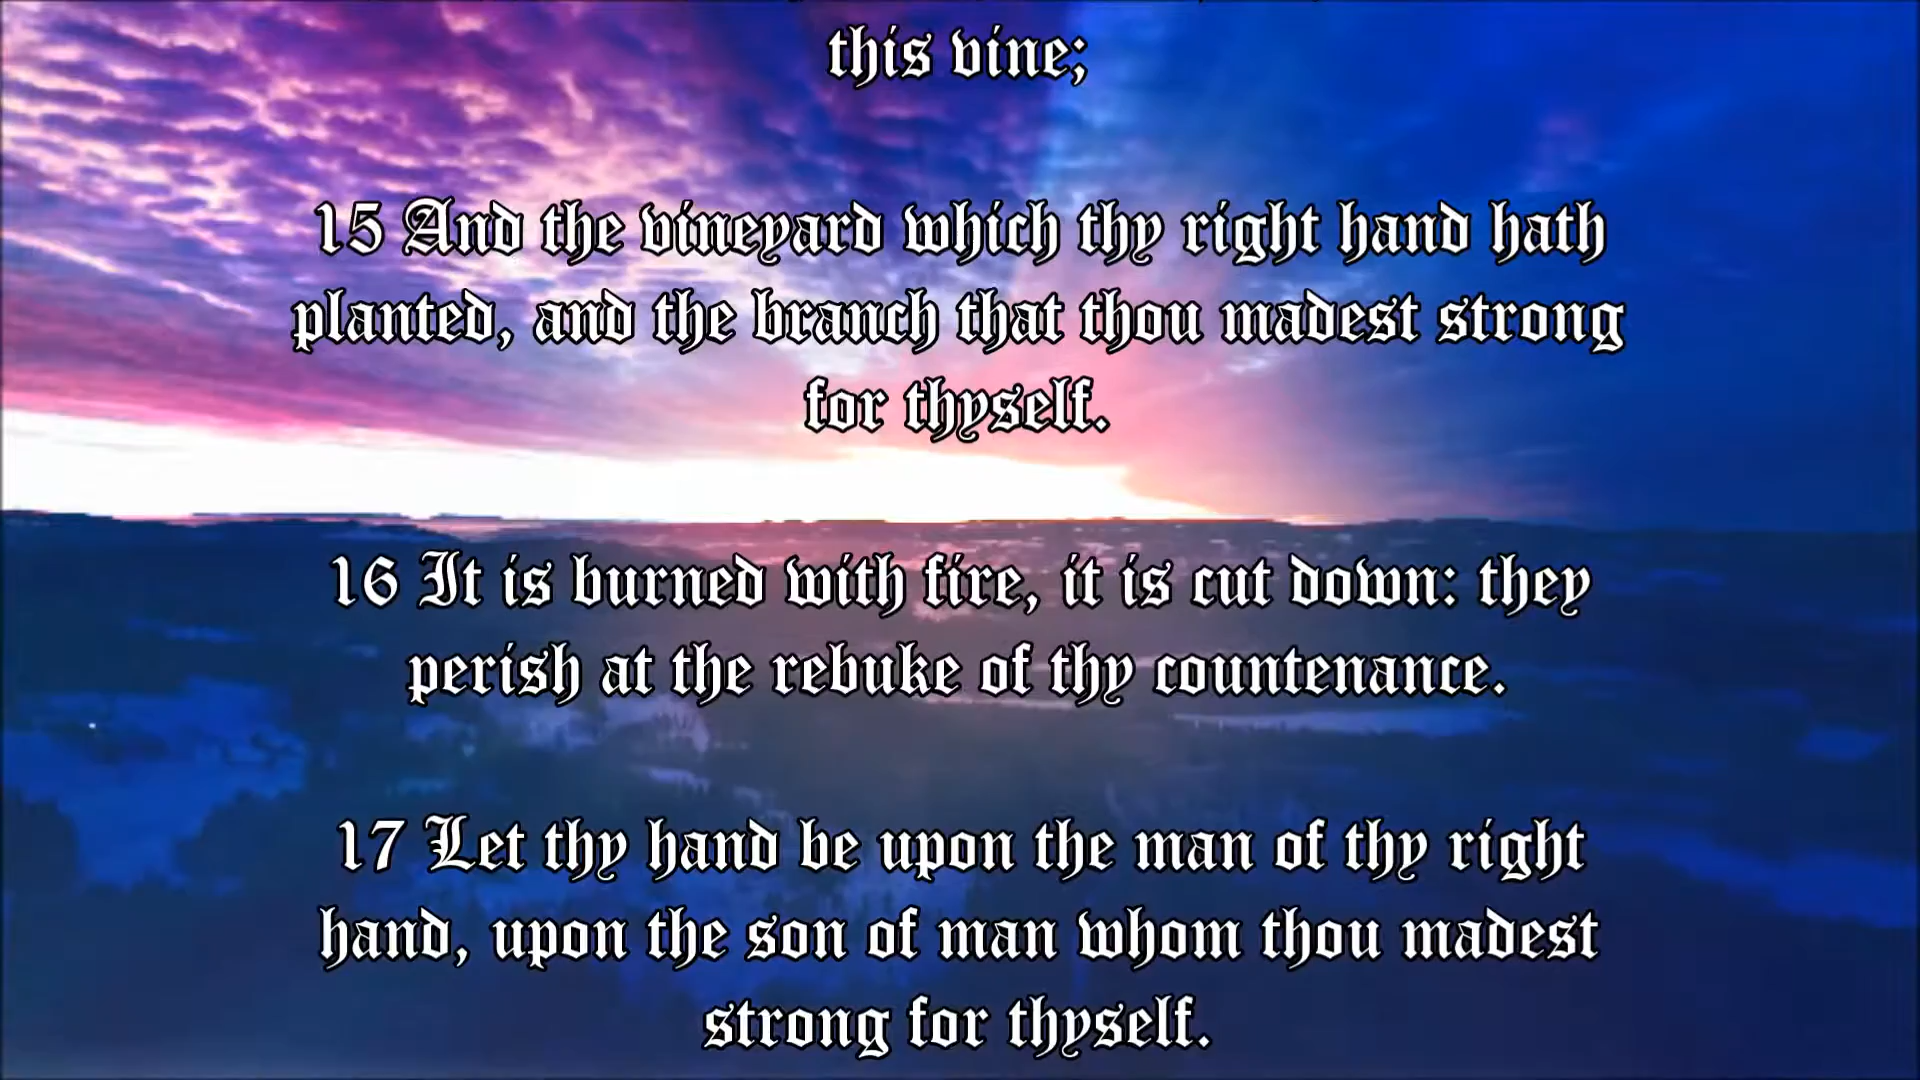 this vine;
15 And the vineyard which thy right hand hath
planted, and the branch that thou madest strong
for thyself.
16 It is burned with fire, it is cut down: they
perish at the rebuke of thy countenance.
17 Let thy hand be upon the man of thy right
hand, upon the son of man whom thou madest
strong for thyself.